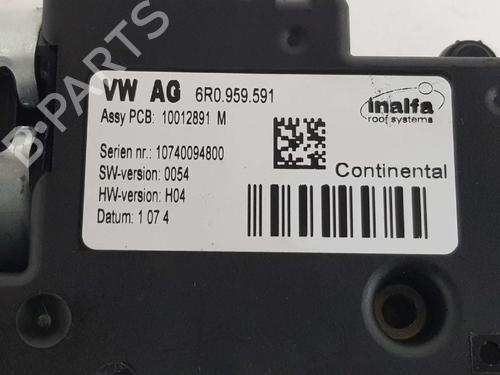 VW AG 6R0.959.591
Assy PCB: 10012891 M
Serien nr.: 10740094800
SW-version: 0054
HW-version: H04
Datum: 1 07 4
inalfa
roof systems
Continental